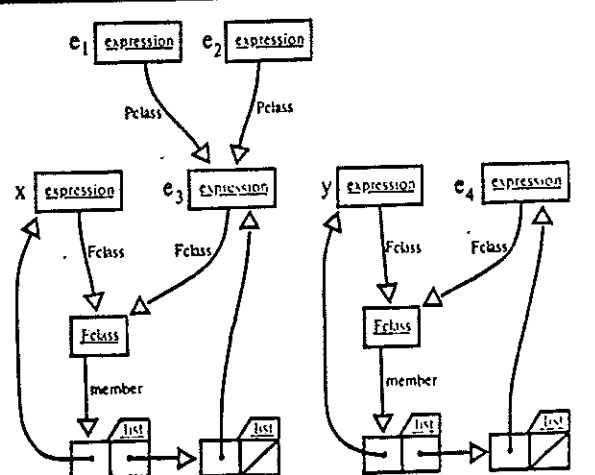 e1 expression e2 expression
Pclass Pclass
x expression e3 expression y expression e4 expression
Fclass Fclass Fclass Fclass
Fclass Fclass
member member
list list list list